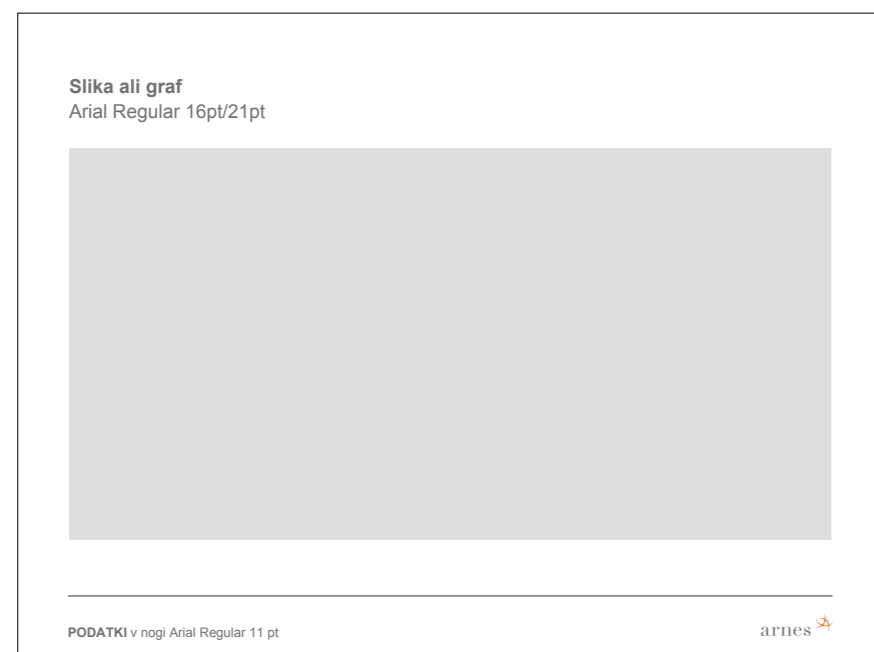 Slika ali graf
Arial Regular 16pt/21pt
PODATKI v nogi Arial Regular 11 pt
arnes